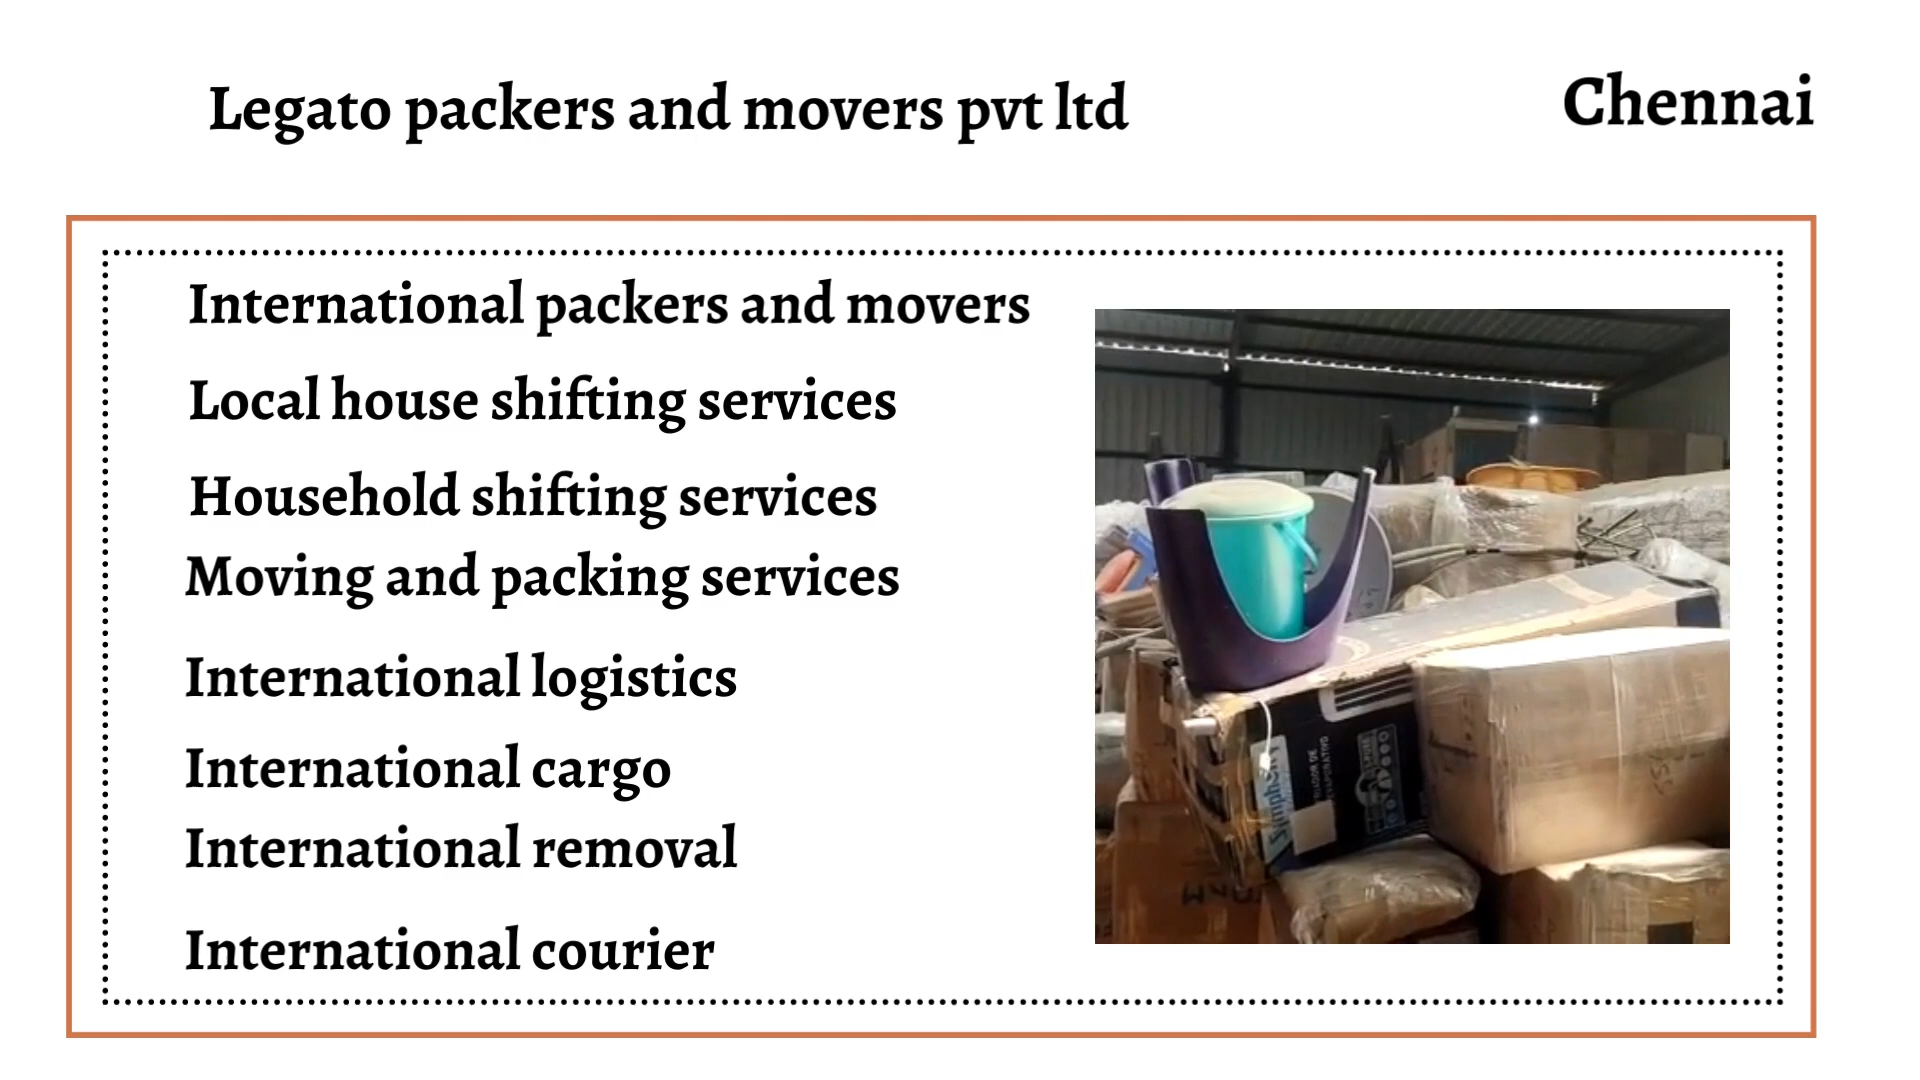 Legato packers and movers pvt ltd
Chennai
International packers and movers
Local house shifting services
Household shifting services
Moving and packing services
International logistics
International cargo
International removal
International courier
Symphony